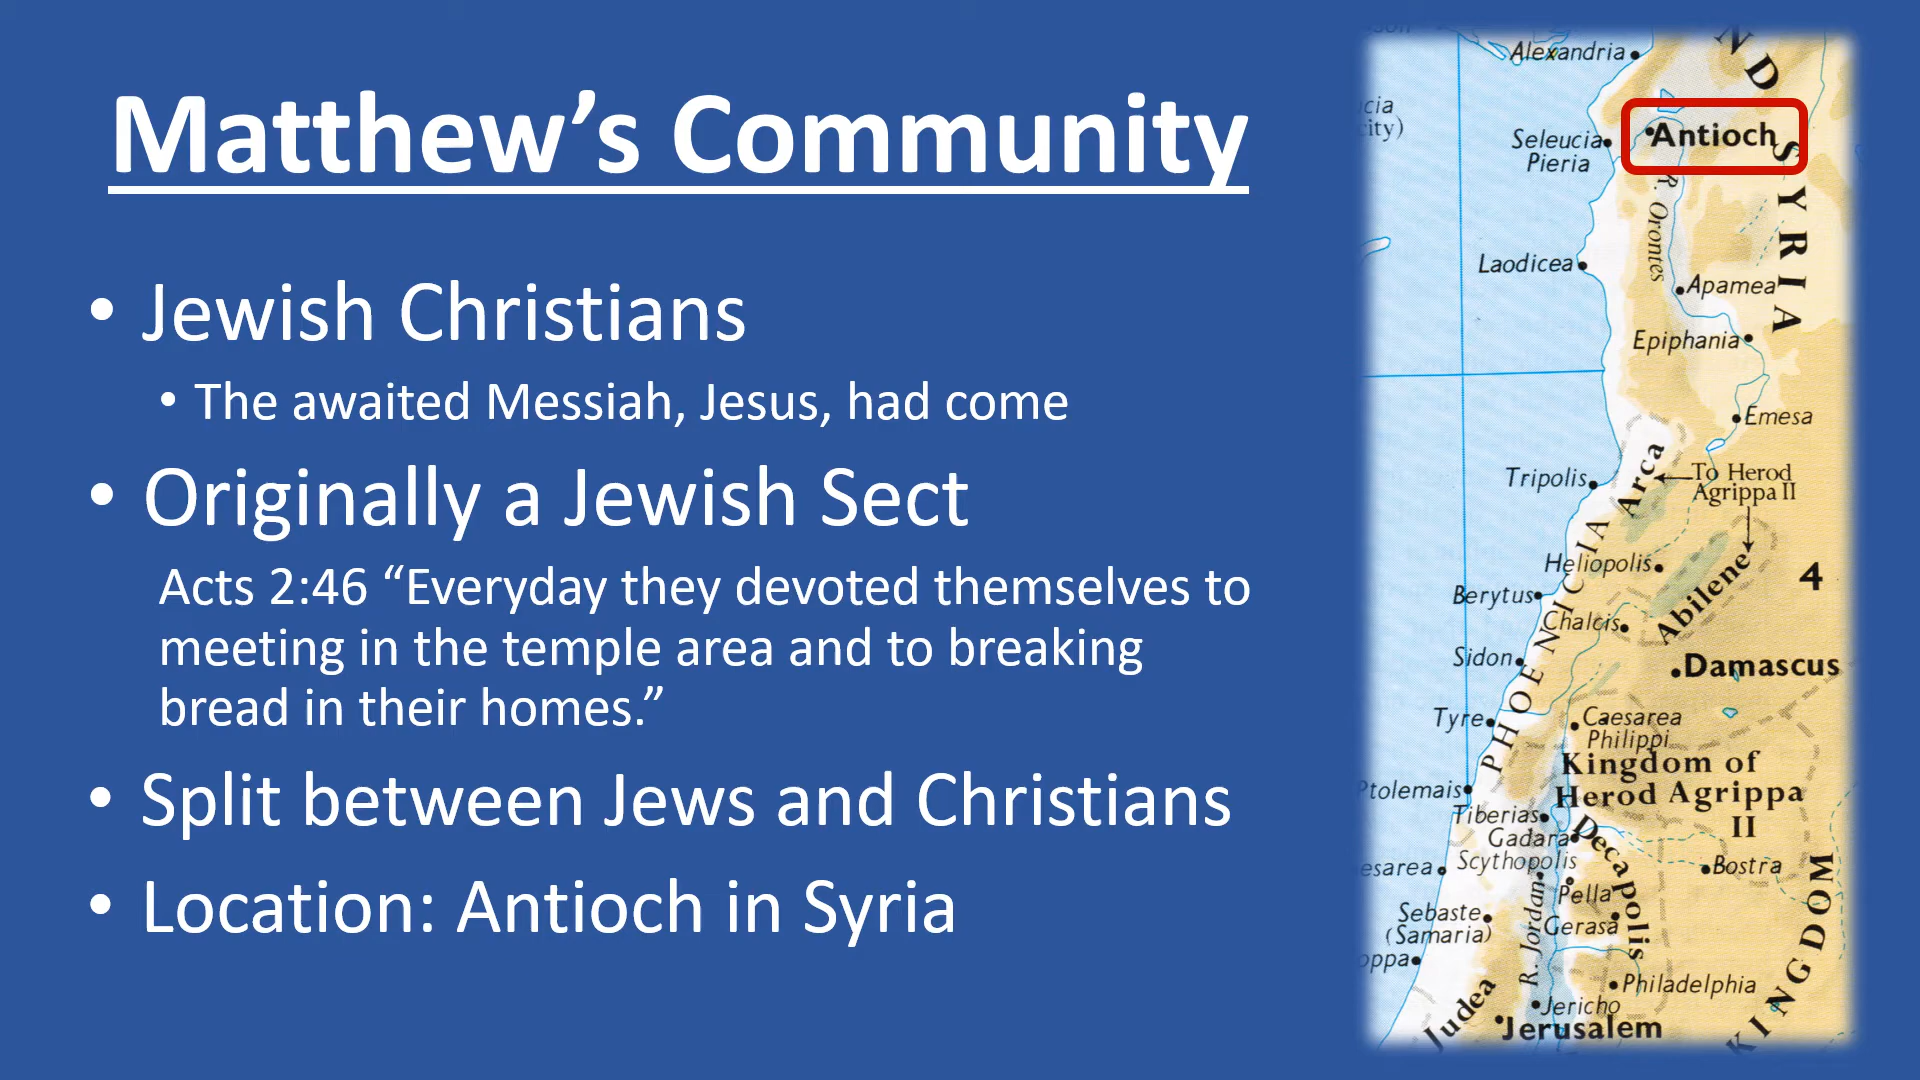 Matthew’s Community
• Jewish Christians
• The awaited Messiah, Jesus, had come
• Originally a Jewish Sect
Acts 2:46 “Everyday they devoted themselves to
meeting in the temple area and to breaking
bread in their homes.”
• Split between Jews and Christians
• Location: Antioch in Syria
Alexandria
Antioch
Seleucia
Pieria
SYRIA
R. Orontes
Laodicea
Apamea
Epiphania
Emesa
Arca
To Herod
Agrippa II
Tripolis
PHOENICIA
Heliopolis
Abilene
4
Berytus
Chalcis
Sidon
Damascus
Tyre
Caesarea
Philippi
Kingdom of
Herod Agrippa
II
Ptolemais
Tiberias
Gadara
Decapolis
Scythopolis
esarea
Bostra
Pella
Sebaste
(Samaria)
Gerasa
R. Jordan
oppa
Philadelphia
KINGDOM
Jericho
Judea
Jerusalem